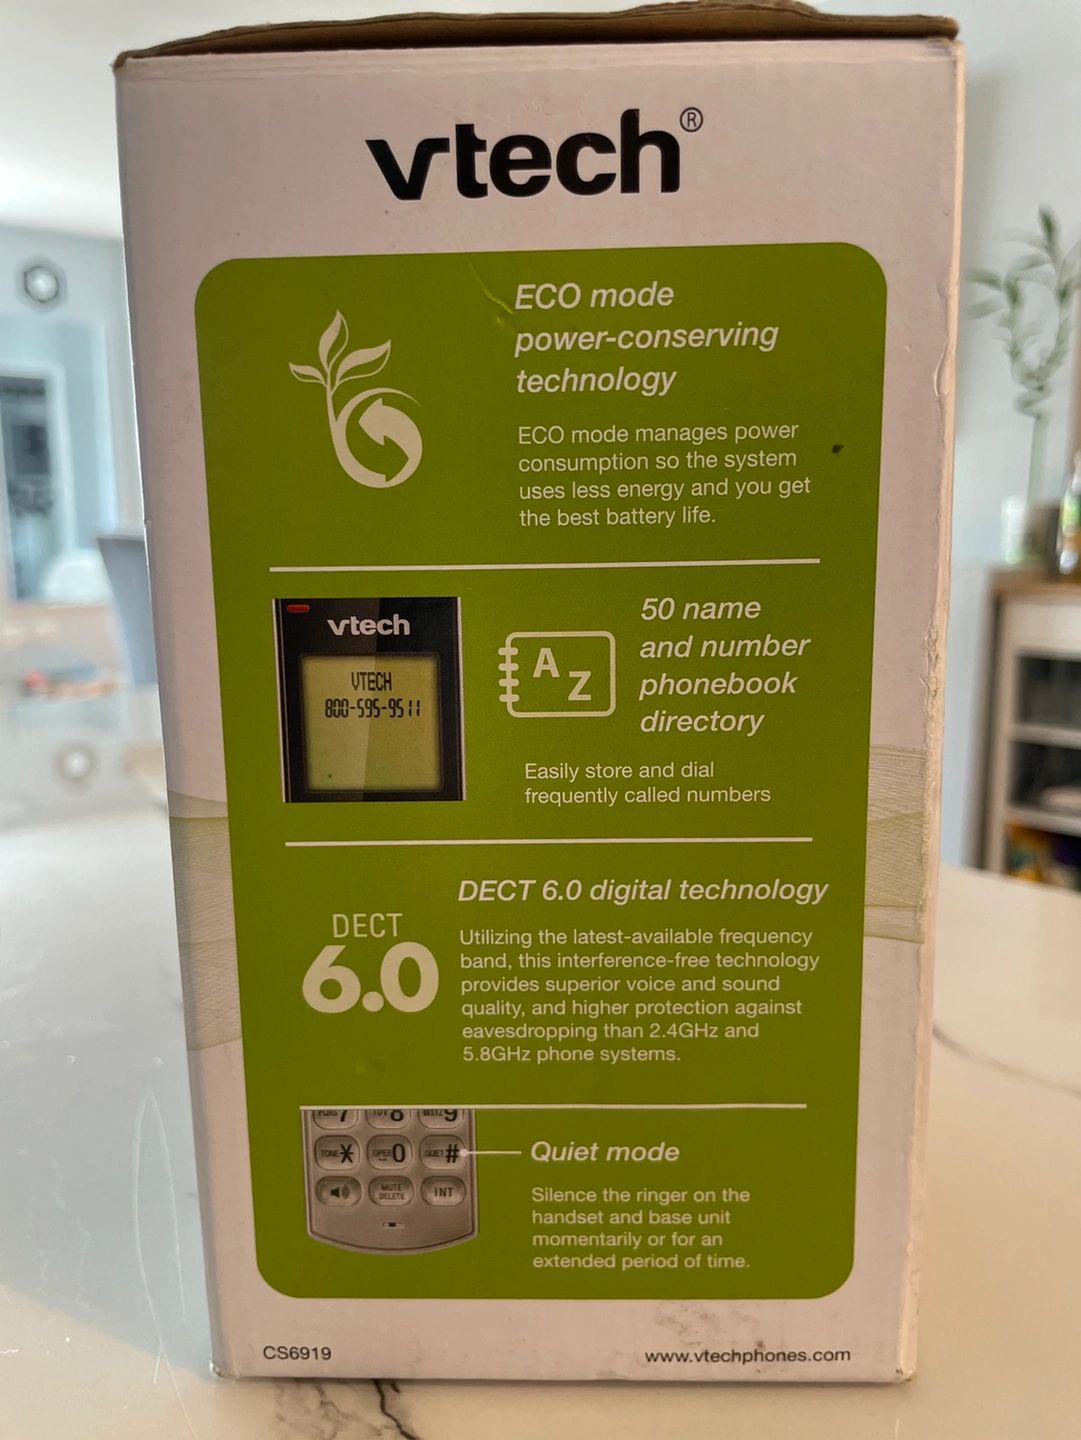 vtech®
ECO mode
power-conserving
technology
ECO mode manages power
consumption so the system
uses less energy and you get
the best battery life.
vtech
VTECH
800-595-9511
A
Z
50 name
and number
phonebook
directory
Easily store and dial
frequently called numbers
DECT 6.0 digital technology
DECT
6.0
Utilizing the latest-available frequency
band, this interference-free technology
provides superior voice and sound
quality, and higher protection against
eavesdropping than 2.4GHz and
5.8GHz phone systems.
7 8 9
TONE* OPER0 QUIET#
MUTE
DELETE
INT
Quiet mode
Silence the ringer on the
handset and base unit
momentarily or for an
extended period of time.
CS6919
www.vtechphones.com